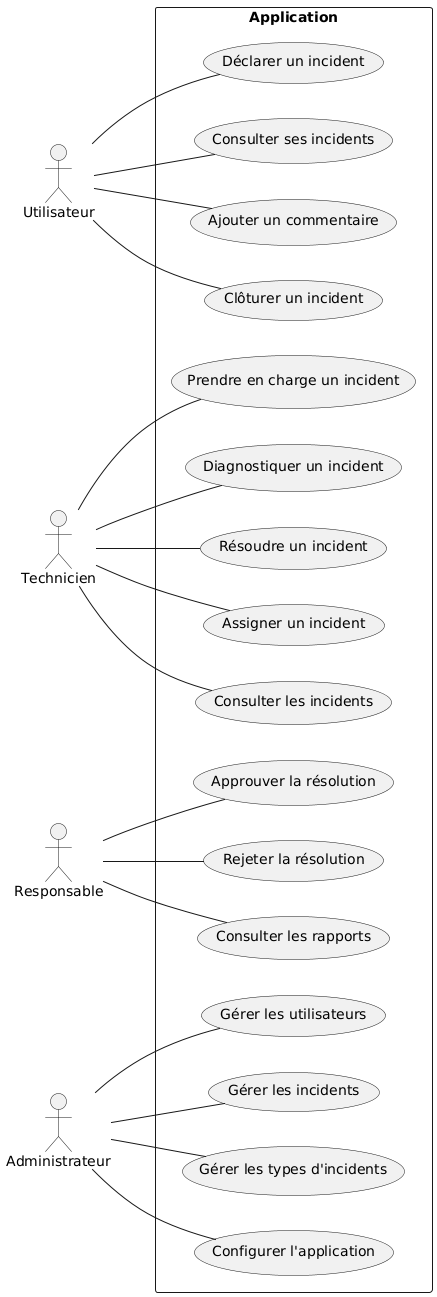 Application
Déclarer un incident
Consulter ses incidents
Utilisateur
Ajouter un commentaire
Clôturer un incident
Prendre en charge un incident
Diagnostiquer un incident
Résoudre un incident
Technicien
Assigner un incident
Consulter les incidents
Approuver la résolution
Rejeter la résolution
Responsable
Consulter les rapports
Gérer les utilisateurs
Gérer les incidents
Administrateur
Gérer les types d'incidents
Configurer l'application